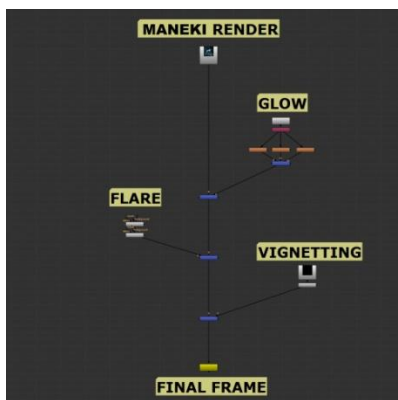 MANEKI RENDER
GLOW
FLARE
VIGNETTING
FINAL FRAME